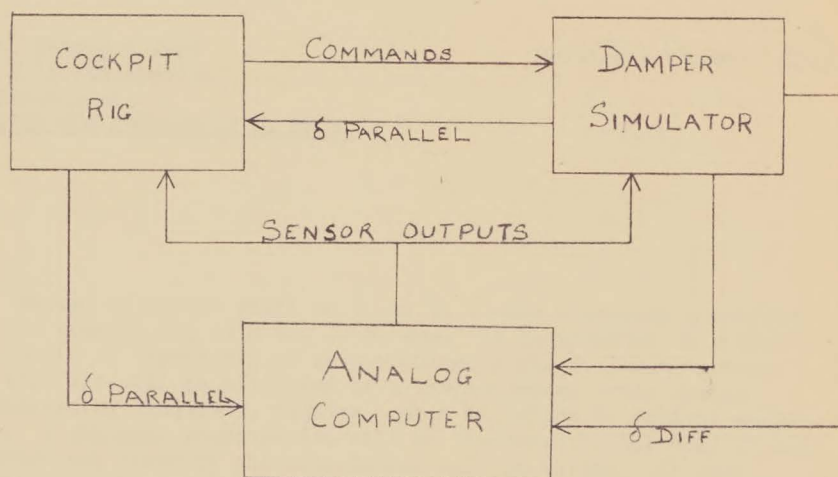 COCKPIT
RIG
COMMANDS
δ PARALLEL
DAMPER
SIMULATOR
SENSOR OUTPUTS
ANALOG
COMPUTER
δ PARALLEL
δ DIFF